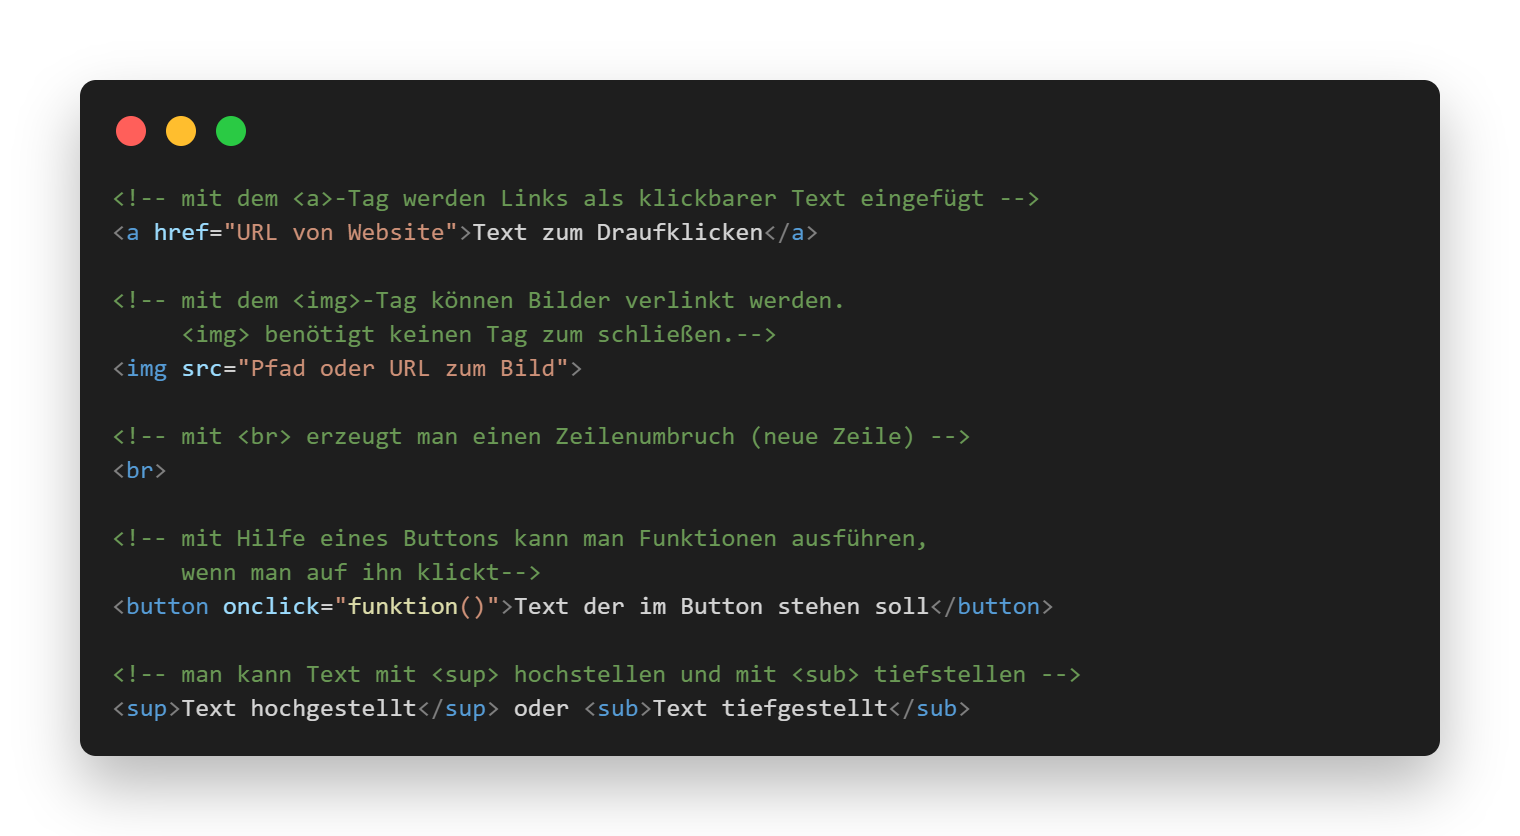 <!-- mit dem <a>-Tag werden Links als klickbarer Text eingefügt -->
<a href="URL von Website">Text zum Draufklicken</a>
<!-- mit dem <img>-Tag können Bilder verlinkt werden.
<img> benötigt keinen Tag zum schließen.-->
<img src="Pfad oder URL zum Bild">
<!-- mit <br> erzeugt man einen Zeilenumbruch (neue Zeile) -->
<br>
<!-- mit Hilfe eines Buttons kann man Funktionen ausführen,
wenn man auf ihn klickt-->
<button onclick="funktion()">Text der im Button stehen soll</button>
<!-- man kann Text mit <sup> hochstellen und mit <sub> tiefstellen -->
<sup>Text hochgestellt</sup> oder <sub>Text tiefgestellt</sub>